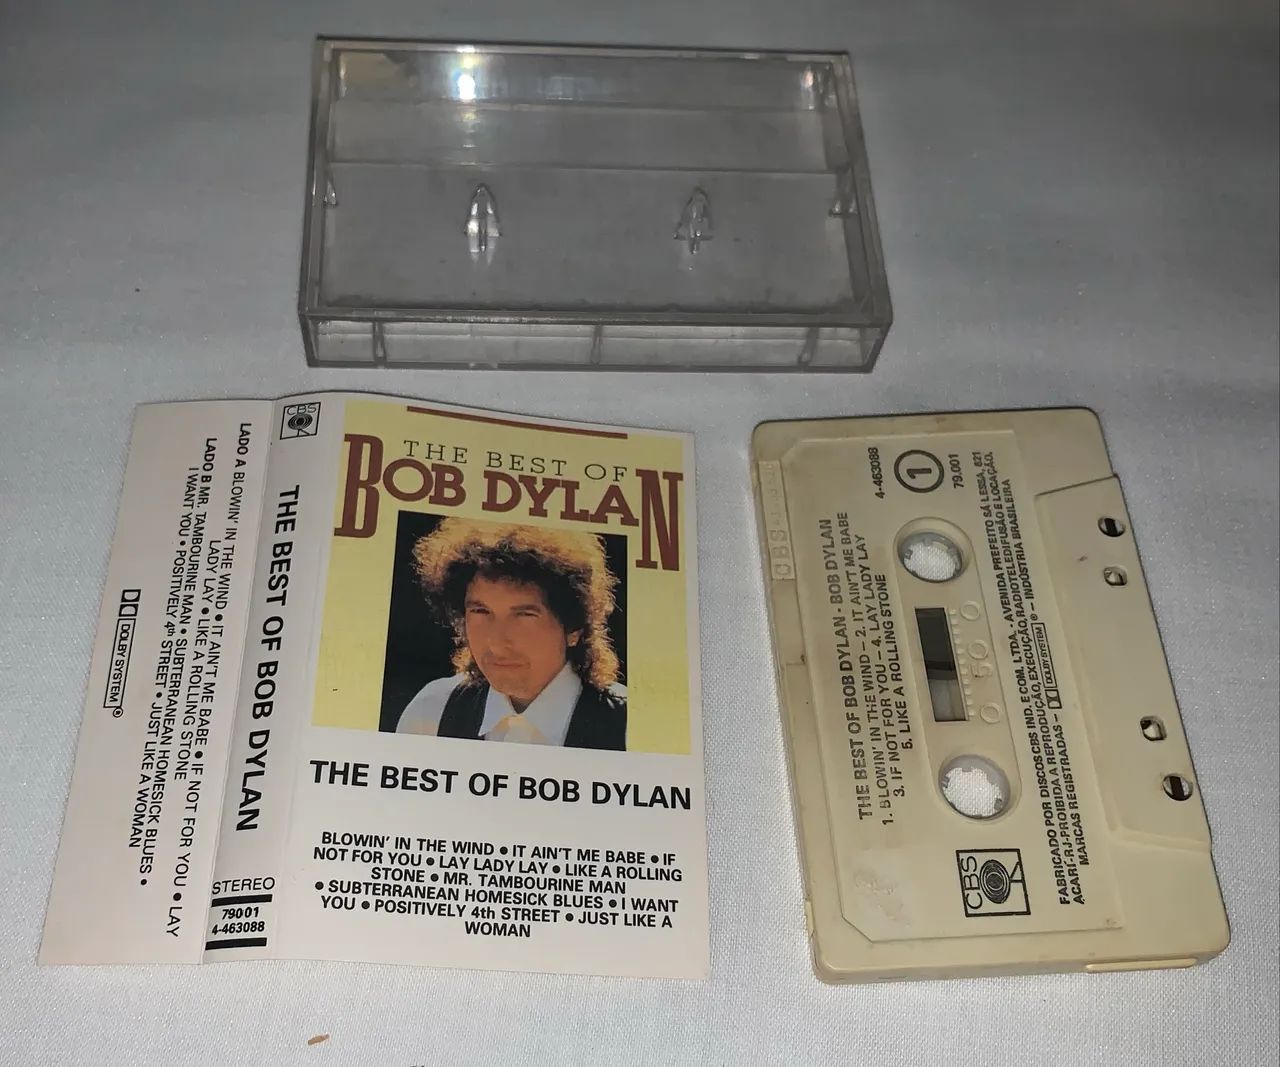 LADO A BLOWIN' IN THE WIND • IT AIN'T ME BABE • IF NOT FOR YOU • LAY
LADY LAY • LIKE A ROLLING STONE
LADO B MR. TAMBOURINE MAN • SUBTERRANEAN HOMESICK BLUES •
I WANT YOU • POSITIVELY 4th STREET • JUST LIKE A WOMAN
DOLBY SYSTEM ®
CBS
THE BEST OF BOB DYLAN
STEREO
79001
4-463088
THE BEST OF
BOB DYLAN
THE BEST OF BOB DYLAN
BLOWIN' IN THE WIND • IT AIN'T ME BABE • IF
NOT FOR YOU • LAY LADY LAY • LIKE A ROLLING
STONE • MR. TAMBOURINE MAN
• SUBTERRANEAN HOMESICK BLUES • I WANT
YOU • POSITIVELY 4th STREET • JUST LIKE A
WOMAN
CBS
4-463088
1
79.001
THE BEST OF BOB DYLAN - BOB DYLAN
1. BLOWIN' IN THE WIND – 2. IT AIN'T ME BABE
3. IF NOT FOR YOU – 4. LAY LADY LAY
5. LIKE A ROLLING STONE
0 50
CBS
FABRICADO POR DISCOS CBS IND. E COM. LTDA. - AVENIDA PREFEITO SÁ LESSA, 621
ACARÍ-RJ-PROIBIDA A REPRODUÇÃO, EXECUÇÃO, RADIOTELEDIFUSÃO E LOCAÇÃO.
MARCAS REGISTRADAS – DOLBY SYSTEM ® – INDÚSTRIA BRASILEIRA